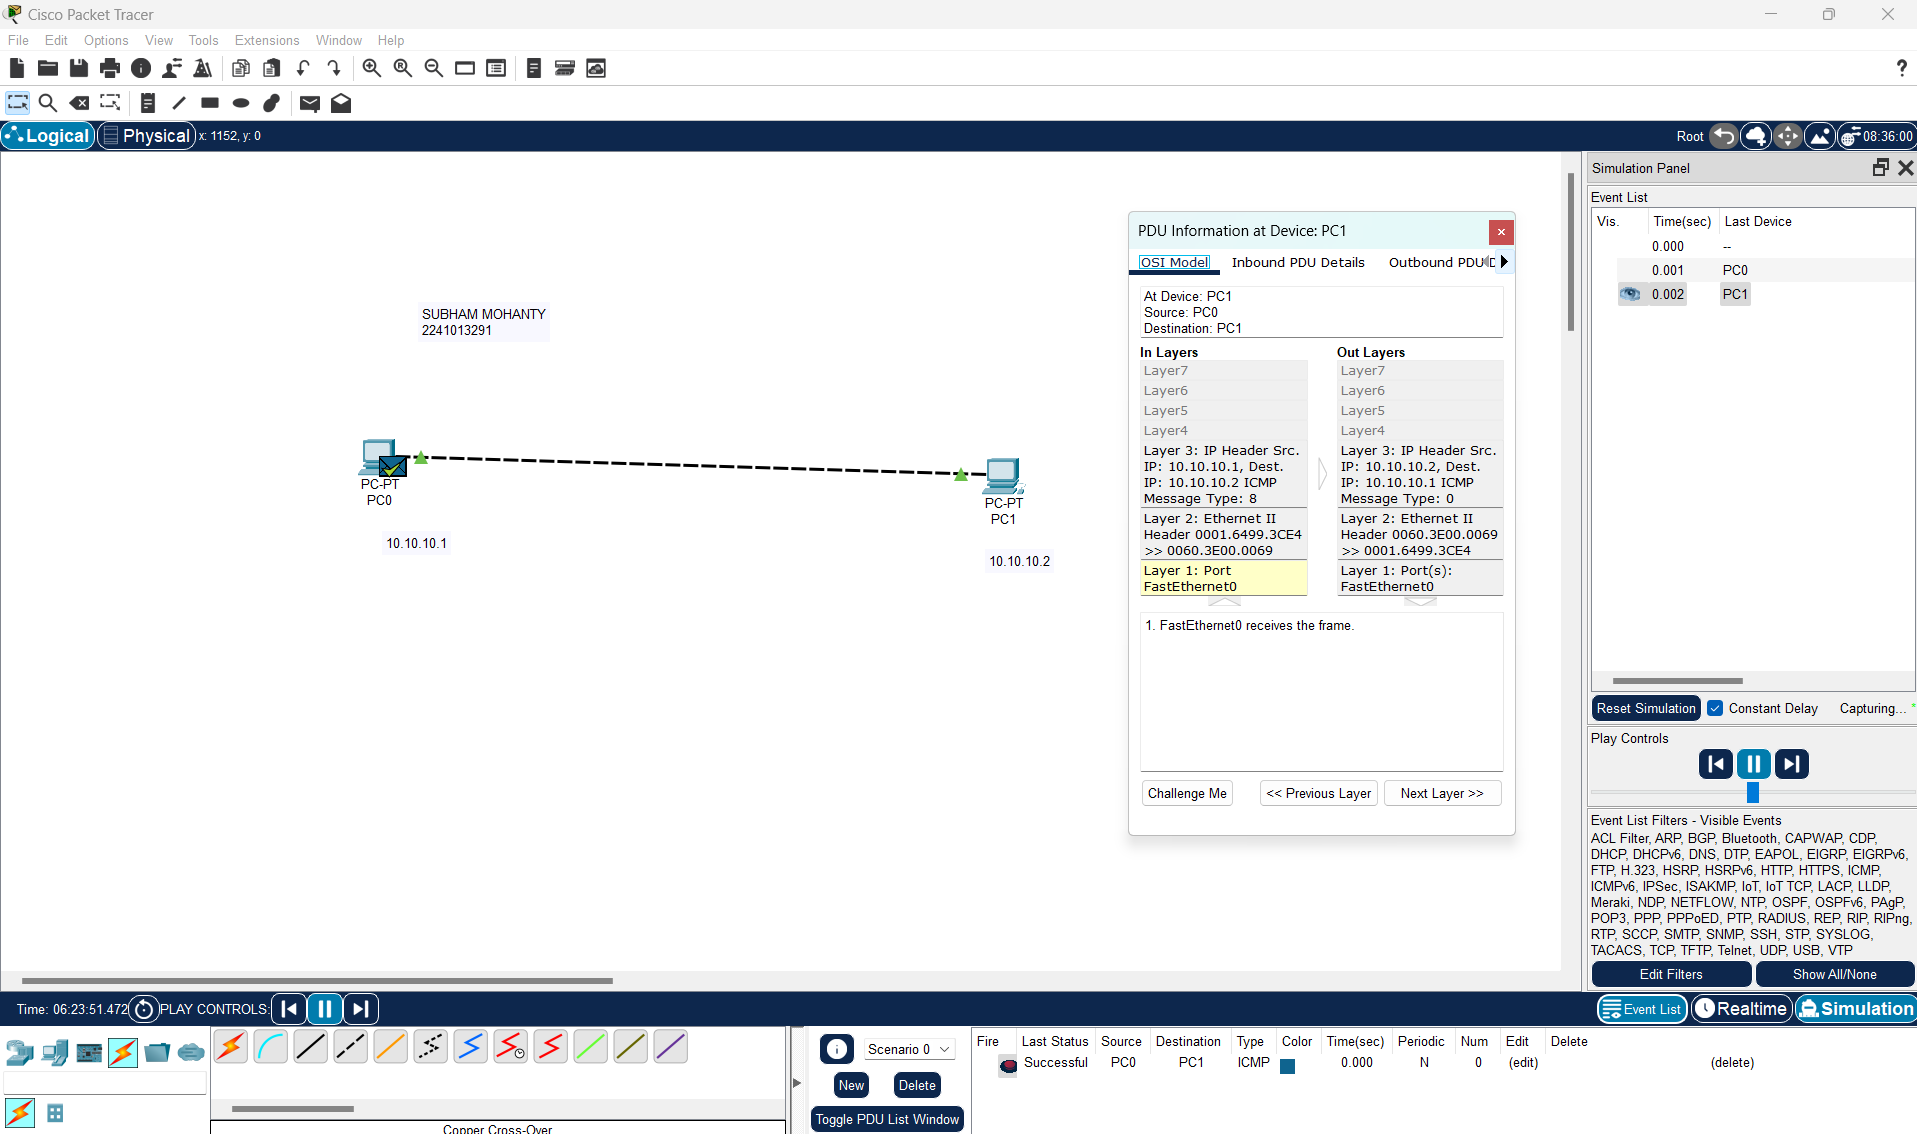 Cisco Packet Tracer
File Edit Options View Tools Extensions Window Help
?
Logical Physical x: 1152, y: 0
Root 08:36:00
SUBHAM MOHANTY
2241013291
PC-PT
PC0
10.10.10.1
PC-PT
PC1
10.10.10.2
PDU Information at Device: PC1
OSI Model Inbound PDU Details Outbound PDU D
At Device: PC1
Source: PC0
Destination: PC1
In Layers
Layer7
Layer6
Layer5
Layer4
Layer 3: IP Header Src.
IP: 10.10.10.1, Dest.
IP: 10.10.10.2 ICMP
Message Type: 8
Layer 2: Ethernet II
Header 0001.6499.3CE4
>> 0060.3E00.0069
Layer 1: Port
FastEthernet0
Out Layers
Layer7
Layer6
Layer5
Layer4
Layer 3: IP Header Src.
IP: 10.10.10.2, Dest.
IP: 10.10.10.1 ICMP
Message Type: 0
Layer 2: Ethernet II
Header 0060.3E00.0069
>> 0001.6499.3CE4
Layer 1: Port(s):
FastEthernet0
1. FastEthernet0 receives the frame.
Challenge Me << Previous Layer Next Layer >>
Simulation Panel
Event List
Vis. Time(sec) Last Device
0.000 --
0.001 PC0
0.002 PC1
Reset Simulation Constant Delay Capturing...
Play Controls
Event List Filters - Visible Events
ACL Filter, ARP, BGP, Bluetooth, CAPWAP, CDP,
DHCP, DHCPv6, DNS, DTP, EAPOL, EIGRP, EIGRPv6,
FTP, H.323, HSRP, HSRPv6, HTTP, HTTPS, ICMP,
ICMPv6, IPSec, ISAKMP, IoT, IoT TCP, LACP, LLDP,
Meraki, NDP, NETFLOW, NTP, OSPF, OSPFv6, PAgP,
POP3, PPP, PPPoED, PTP, RADIUS, REP, RIP, RIPng,
RTP, SCCP, SMTP, SNMP, SSH, STP, SYSLOG,
TACACS, TCP, TFTP, Telnet, UDP, USB, VTP
Edit Filters Show All/None
Time: 06:23:51.472 PLAY CONTROLS:
Event List Realtime Simulation
Copper Cross-Over
Scenario 0
New Delete
Toggle PDU List Window
Fire Last Status Source Destination Type Color Time(sec) Periodic Num Edit Delete
Successful PC0 PC1 ICMP 0.000 N 0 (edit) (delete)